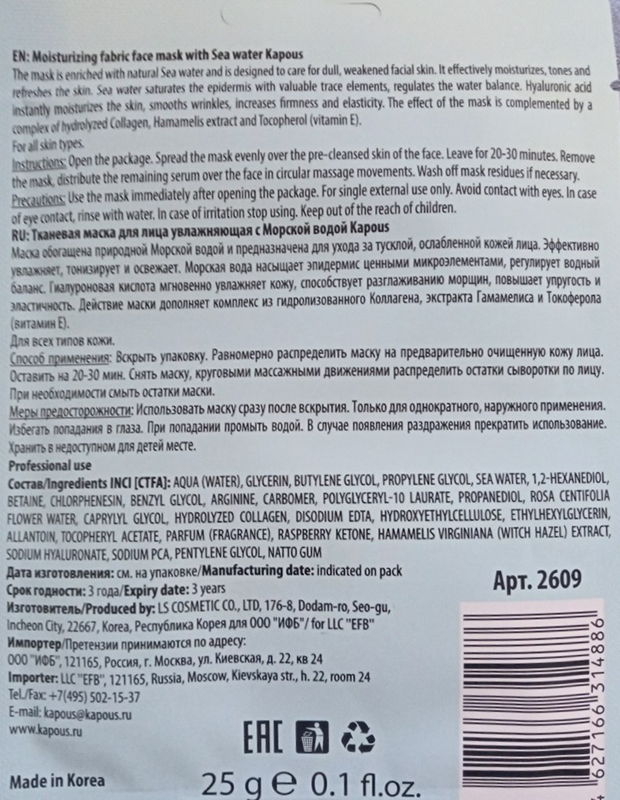 EN: Moisturizing fabric face mask with Sea water Kapous
The mask is enriched with natural Sea water and is designed to care for dull, weakened facial skin. It effectively moisturizes, tones and
refreshes the skin. Sea water saturates the epidermis with valuable trace elements, regulates the water balance. Hyaluronic acid
instantly moisturizes the skin, smooths wrinkles, increases firmness and elasticity. The effect of the mask is complemented by a
complex of hydrolyzed Collagen, Hamamelis extract and Tocopherol (vitamin E).
For all skin types.
Instructions: Open the package. Spread the mask evenly over the pre-cleansed skin of the face. Leave for 20-30 minutes. Remove
the mask, distribute the remaining serum over the face in circular massage movements. Wash off mask residues if necessary.
Precautions: Use the mask immediately after opening the package. For single external use only. Avoid contact with eyes. In case
of eye contact, rinse with water. In case of irritation stop using. Keep out of the reach of children.
RU: Тканевая маска для лица увлажняющая с Морской водой Kapous
Маска обогащена природной Морской водой и предназначена для ухода за тусклой, ослабленной кожей лица. Эффективно
увлажняет, тонизирует и освежает. Морская вода насыщает эпидермис ценными микроэлементами, регулирует водный
баланс. Гиалуроновая кислота мгновенно увлажняет кожу, способствует разглаживанию морщин, повышает упругость и
эластичность. Действие маски дополняет комплекс из гидролизованного Коллагена, экстракта Гамамелиса и Токоферола
(витамин Е).
Для всех типов кожи.
Способ применения: Вскрыть упаковку. Равномерно распределить маску на предварительно очищенную кожу лица.
Оставить на 20-30 мин. Снять маску, круговыми массажными движениями распределить остатки сыворотки по лицу.
При необходимости смыть остатки маски.
Меры предосторожности: Использовать маску сразу после вскрытия. Только для однократного, наружного применения.
Избегать попадания в глаза. При попадании промыть водой. В случае появления раздражения прекратить использование.
Хранить в недоступном для детей месте.
Professional use
Состав/Ingredients INCI [CTFA]: AQUA (WATER), GLYCERIN, BUTYLENE GLYCOL, PROPYLENE GLYCOL, SEA WATER, 1,2-HEXANEDIOL,
BETAINE, CHLORPHENESIN, BENZYL GLYCOL, ARGININE, CARBOMER, POLYGLYCERYL-10 LAURATE, PROPANEDIOL, ROSA CENTIFOLIA
FLOWER WATER, CAPRYLYL GLYCOL, HYDROLYZED COLLAGEN, DISODIUM EDTA, HYDROXYETHYLCELLULOSE, ETHYLHEXYLGLYCERIN,
ALLANTOIN, TOCOPHERYL ACETATE, PARFUM (FRAGRANCE), RASPBERRY KETONE, HAMAMELIS VIRGINIANA (WITCH HAZEL) EXTRACT,
SODIUM HYALURONATE, SODIUM PCA, PENTYLENE GLYCOL, NATTO GUM
Дата изготовления: см. на упаковке/Manufacturing date: indicated on pack
Срок годности: 3 года/Expiry date: 3 years
Изготовитель/Produced by: LS COSMETIC CO., LTD, 176-8, Dodam-ro, Seo-gu,
Incheon City, 22667, Korea, Республика Корея для ООО "ИФБ"/ for LLC "EFB"
Импортер/Претензии принимаются по адресу:
ООО "ИФБ", 121165, Россия, г. Москва, ул. Киевская, д. 22, кв 24
Importer: LLC "EFB", 121165, Russia, Moscow, Kievskaya str., h. 22, room 24
Tel./Fax: +7(495) 502-15-37
E-mail: kapous@kapous.ru
www.kapous.ru
Арт. 2609
4 627166 314886
EAC
Made in Korea
25 g e 0.1 fl.oz.